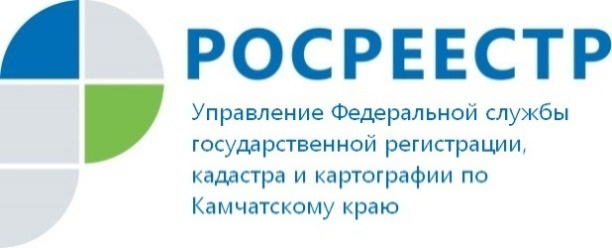 РОСРЕЕСТР
Управление Федеральной службы
государственной регистрации,
кадастра и картографии по
Камчатскому краю